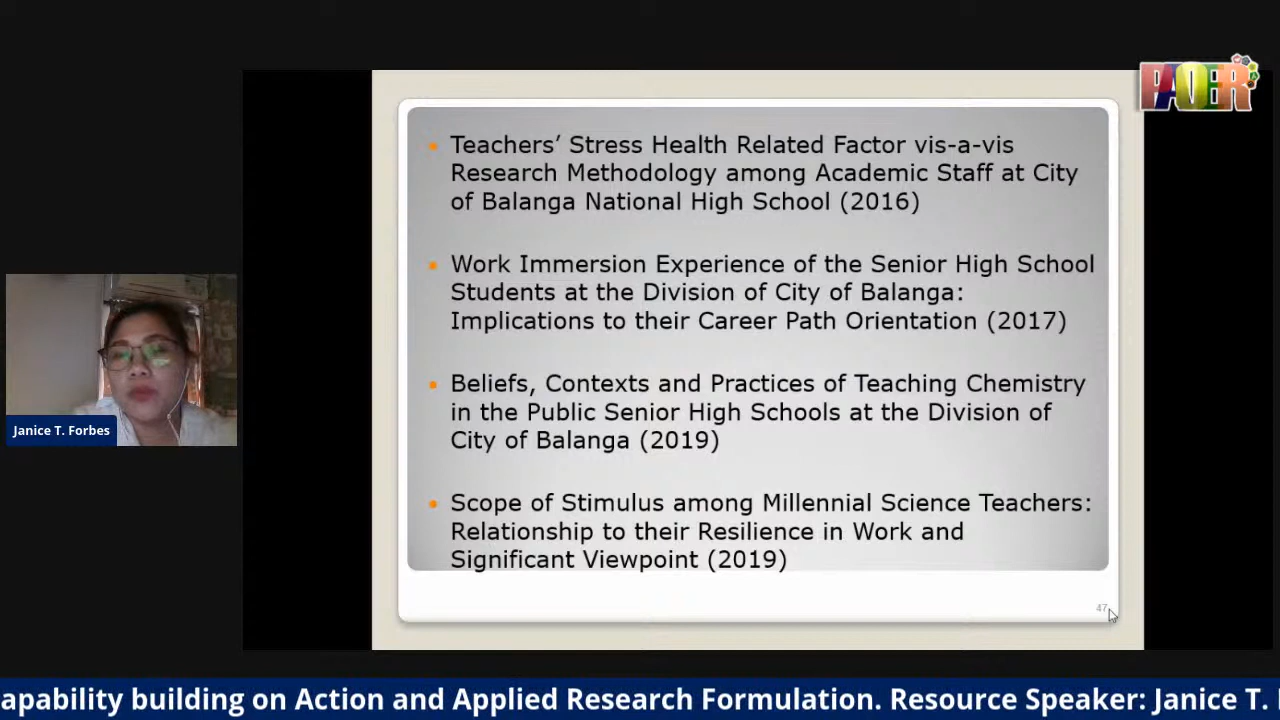 PAOER
• Teachers’ Stress Health Related Factor vis-a-vis
Research Methodology among Academic Staff at City
of Balanga National High School (2016)
• Work Immersion Experience of the Senior High School
Students at the Division of City of Balanga:
Implications to their Career Path Orientation (2017)
• Beliefs, Contexts and Practices of Teaching Chemistry
in the Public Senior High Schools at the Division of
City of Balanga (2019)
• Scope of Stimulus among Millennial Science Teachers:
Relationship to their Resilience in Work and
Significant Viewpoint (2019)
47
Janice T. Forbes
apability building on Action and Applied Research Formulation. Resource Speaker: Janice T.